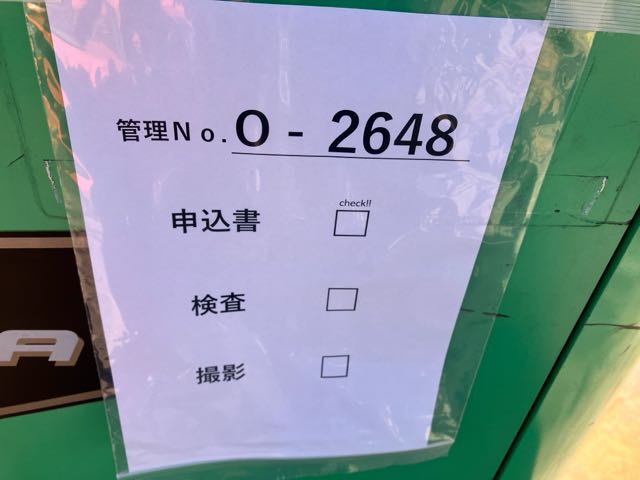 管理No. O - 2648
check!!
申込書 □
検査 □
撮影 □
A